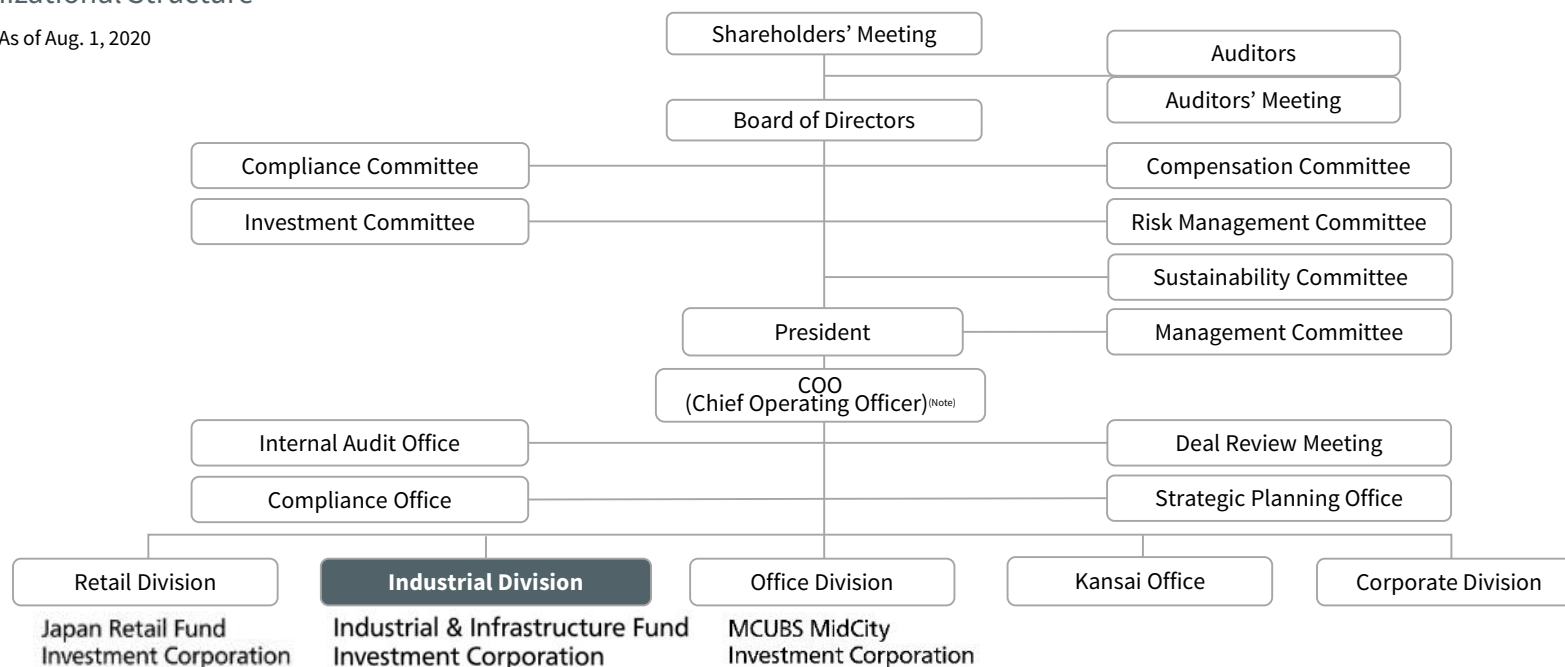 izational Structure
As of Aug. 1, 2020
Shareholders' Meeting
Auditors
Auditors' Meeting
Board of Directors
Compliance Committee
Compensation Committee
Investment Committee
Risk Management Committee
Sustainability Committee
President
Management Committee
COO
(Chief Operating Officer)(Note)
Internal Audit Office
Deal Review Meeting
Compliance Office
Strategic Planning Office
Retail Division
Industrial Division
Office Division
Kansai Office
Corporate Division
Japan Retail Fund
Investment Corporation
Industrial & Infrastructure Fund
Investment Corporation
MCUBS MidCity
Investment Corporation